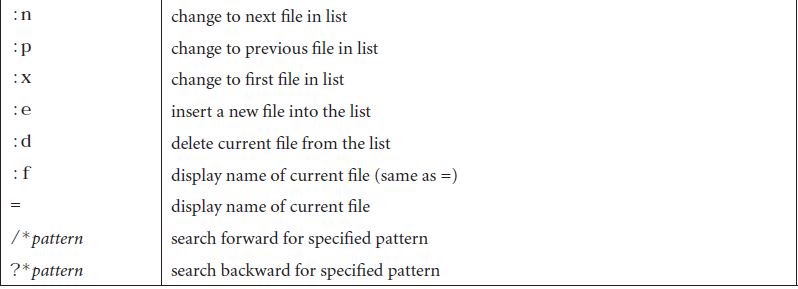 :n change to next file in list
:p change to previous file in list
:x change to first file in list
:e insert a new file into the list
:d delete current file from the list
:f display name of current file (same as =)
= display name of current file
/*pattern search forward for specified pattern
?*pattern search backward for specified pattern